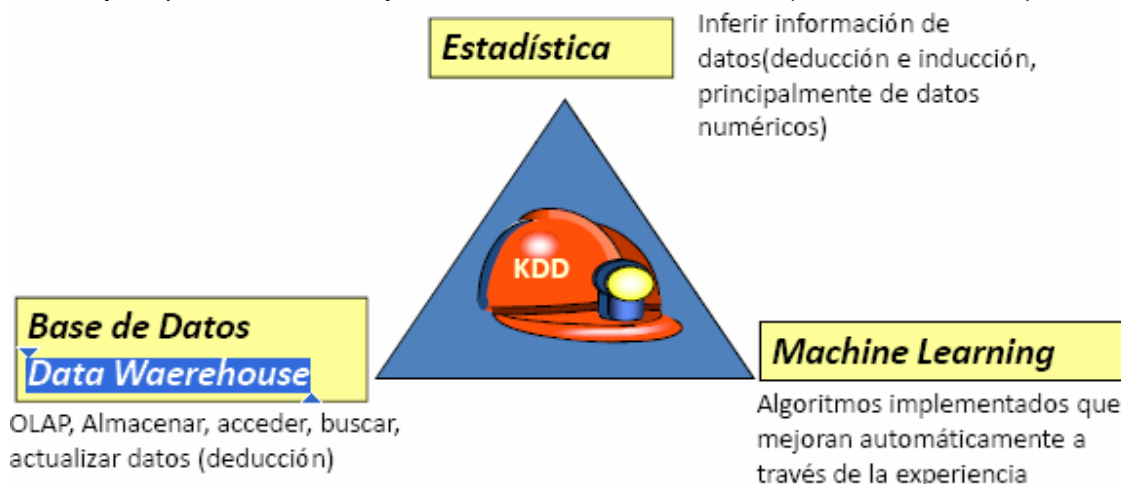 Estadística
Inferir información de
datos(deducción e inducción,
principalmente de datos
numéricos)
KDD
Base de Datos
Data Waerehouse
OLAP, Almacenar, acceder, buscar,
actualizar datos (deducción)
Machine Learning
Algoritmos implementados que
mejoran automáticamente a
través de la experiencia